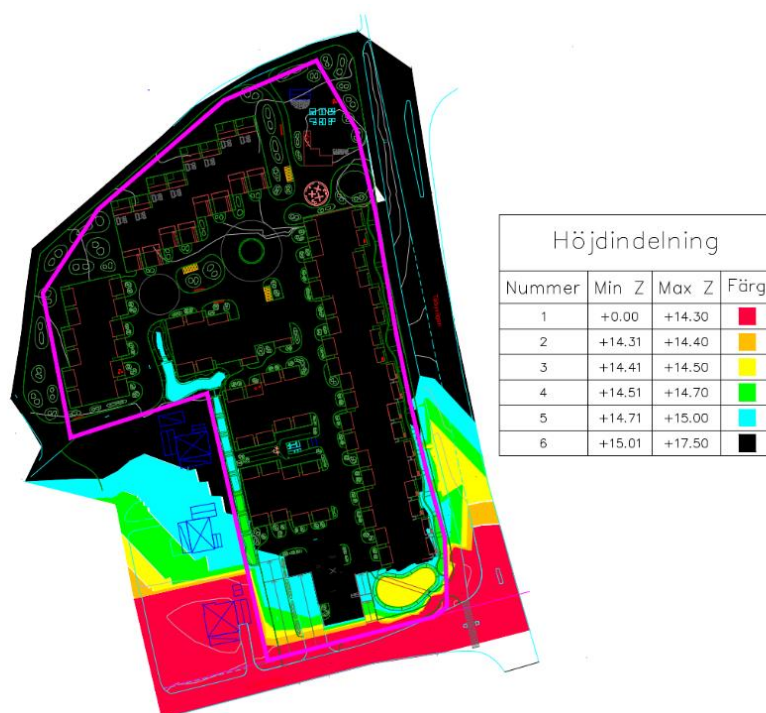 Höjdindelning
Nummer Min Z Max Z Färg
1 +0.00 +14.30
2 +14.31 +14.40
3 +14.41 +14.50
4 +14.51 +14.70
5 +14.71 +15.00
6 +15.01 +17.50